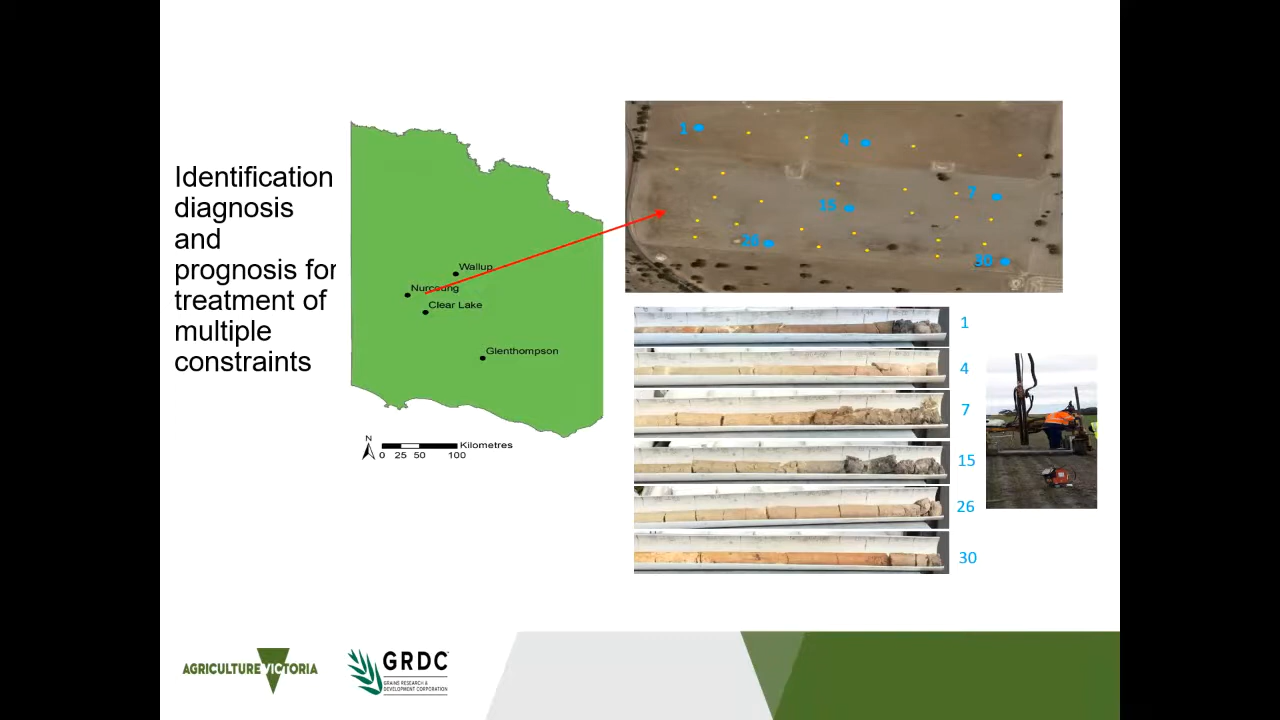 Identification
diagnosis
and
prognosis for
treatment of
multiple
constraints
Wallup
Nurcoung
Clear Lake
Glenthompson
N
Kilometres
0 25 50 100
1
4
7
15
26
30
1
4
7
15
26
30
AGRICULTURE VICTORIA
GRDC
GRAINS RESEARCH &
DEVELOPMENT CORPORATION